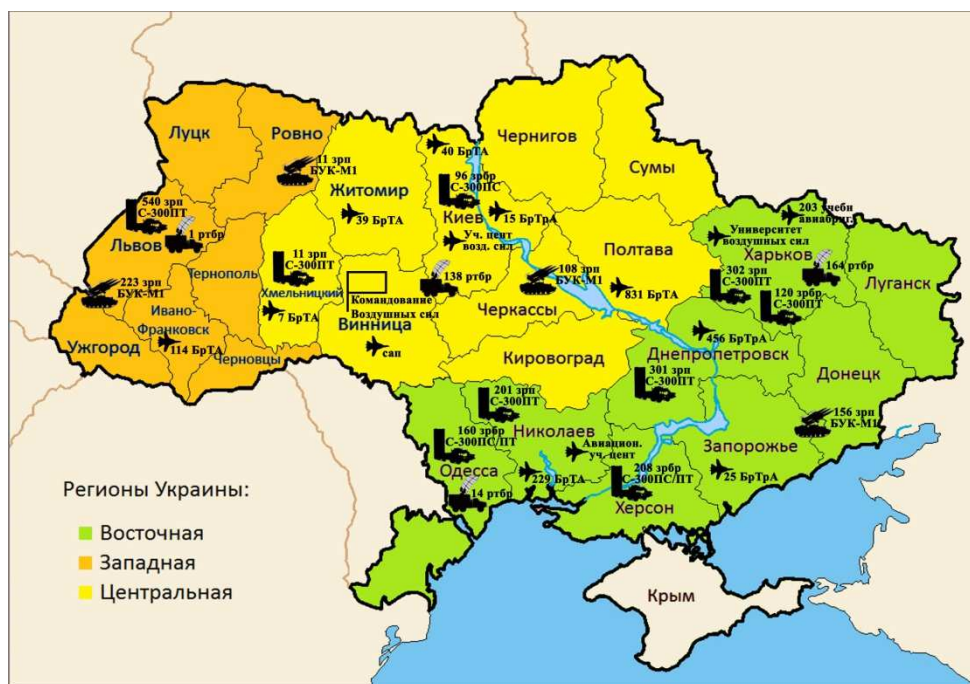 Луцк
Ровно
11 зрп
БУК-М1
540 зрп
С-300ПТ
Львов
1 ртбр
223 зрп
БУК-М1
Тернополь
Ивано-
Франковск
114 БрТА
Ужгород
Черновцы
Житомир
39 БрТА
40 БрТА
96 зрбр
С-300ПС
Киев
15 БрТрА
Уч. цент
возд. сил
Чернигов
Сумы
11 зрп
С-300ПТ
Хмельницкий
7 БрТА
Командование
Воздушных сил
Винница
сап
138 ртбр
Черкассы
108 зрп
БУК-М1
Полтава
831 БрТА
Кировоград
203 учебн
авиабриг.
Университет
воздушных сил
Харьков
302 зрп
С-300ПТ
164 ртбр
120 зрбр
С-300ПТ
Луганск
456 БрТрА
Днепропетровск
301 зрп
С-300ПТ
Донецк
156 зрп
БУК-М1
Запорожье
25 БрТрА
201 зрп
С-300ПТ
160 зрбр
С-300ПС/ПТ
Николаев
Авиацион.
уч. цент
Одесса
229 БрТА
14 ртбр
208 зрбр
С-300ПС/ПТ
Херсон
Крым
Регионы Украины:
Восточная
Западная
Центральная